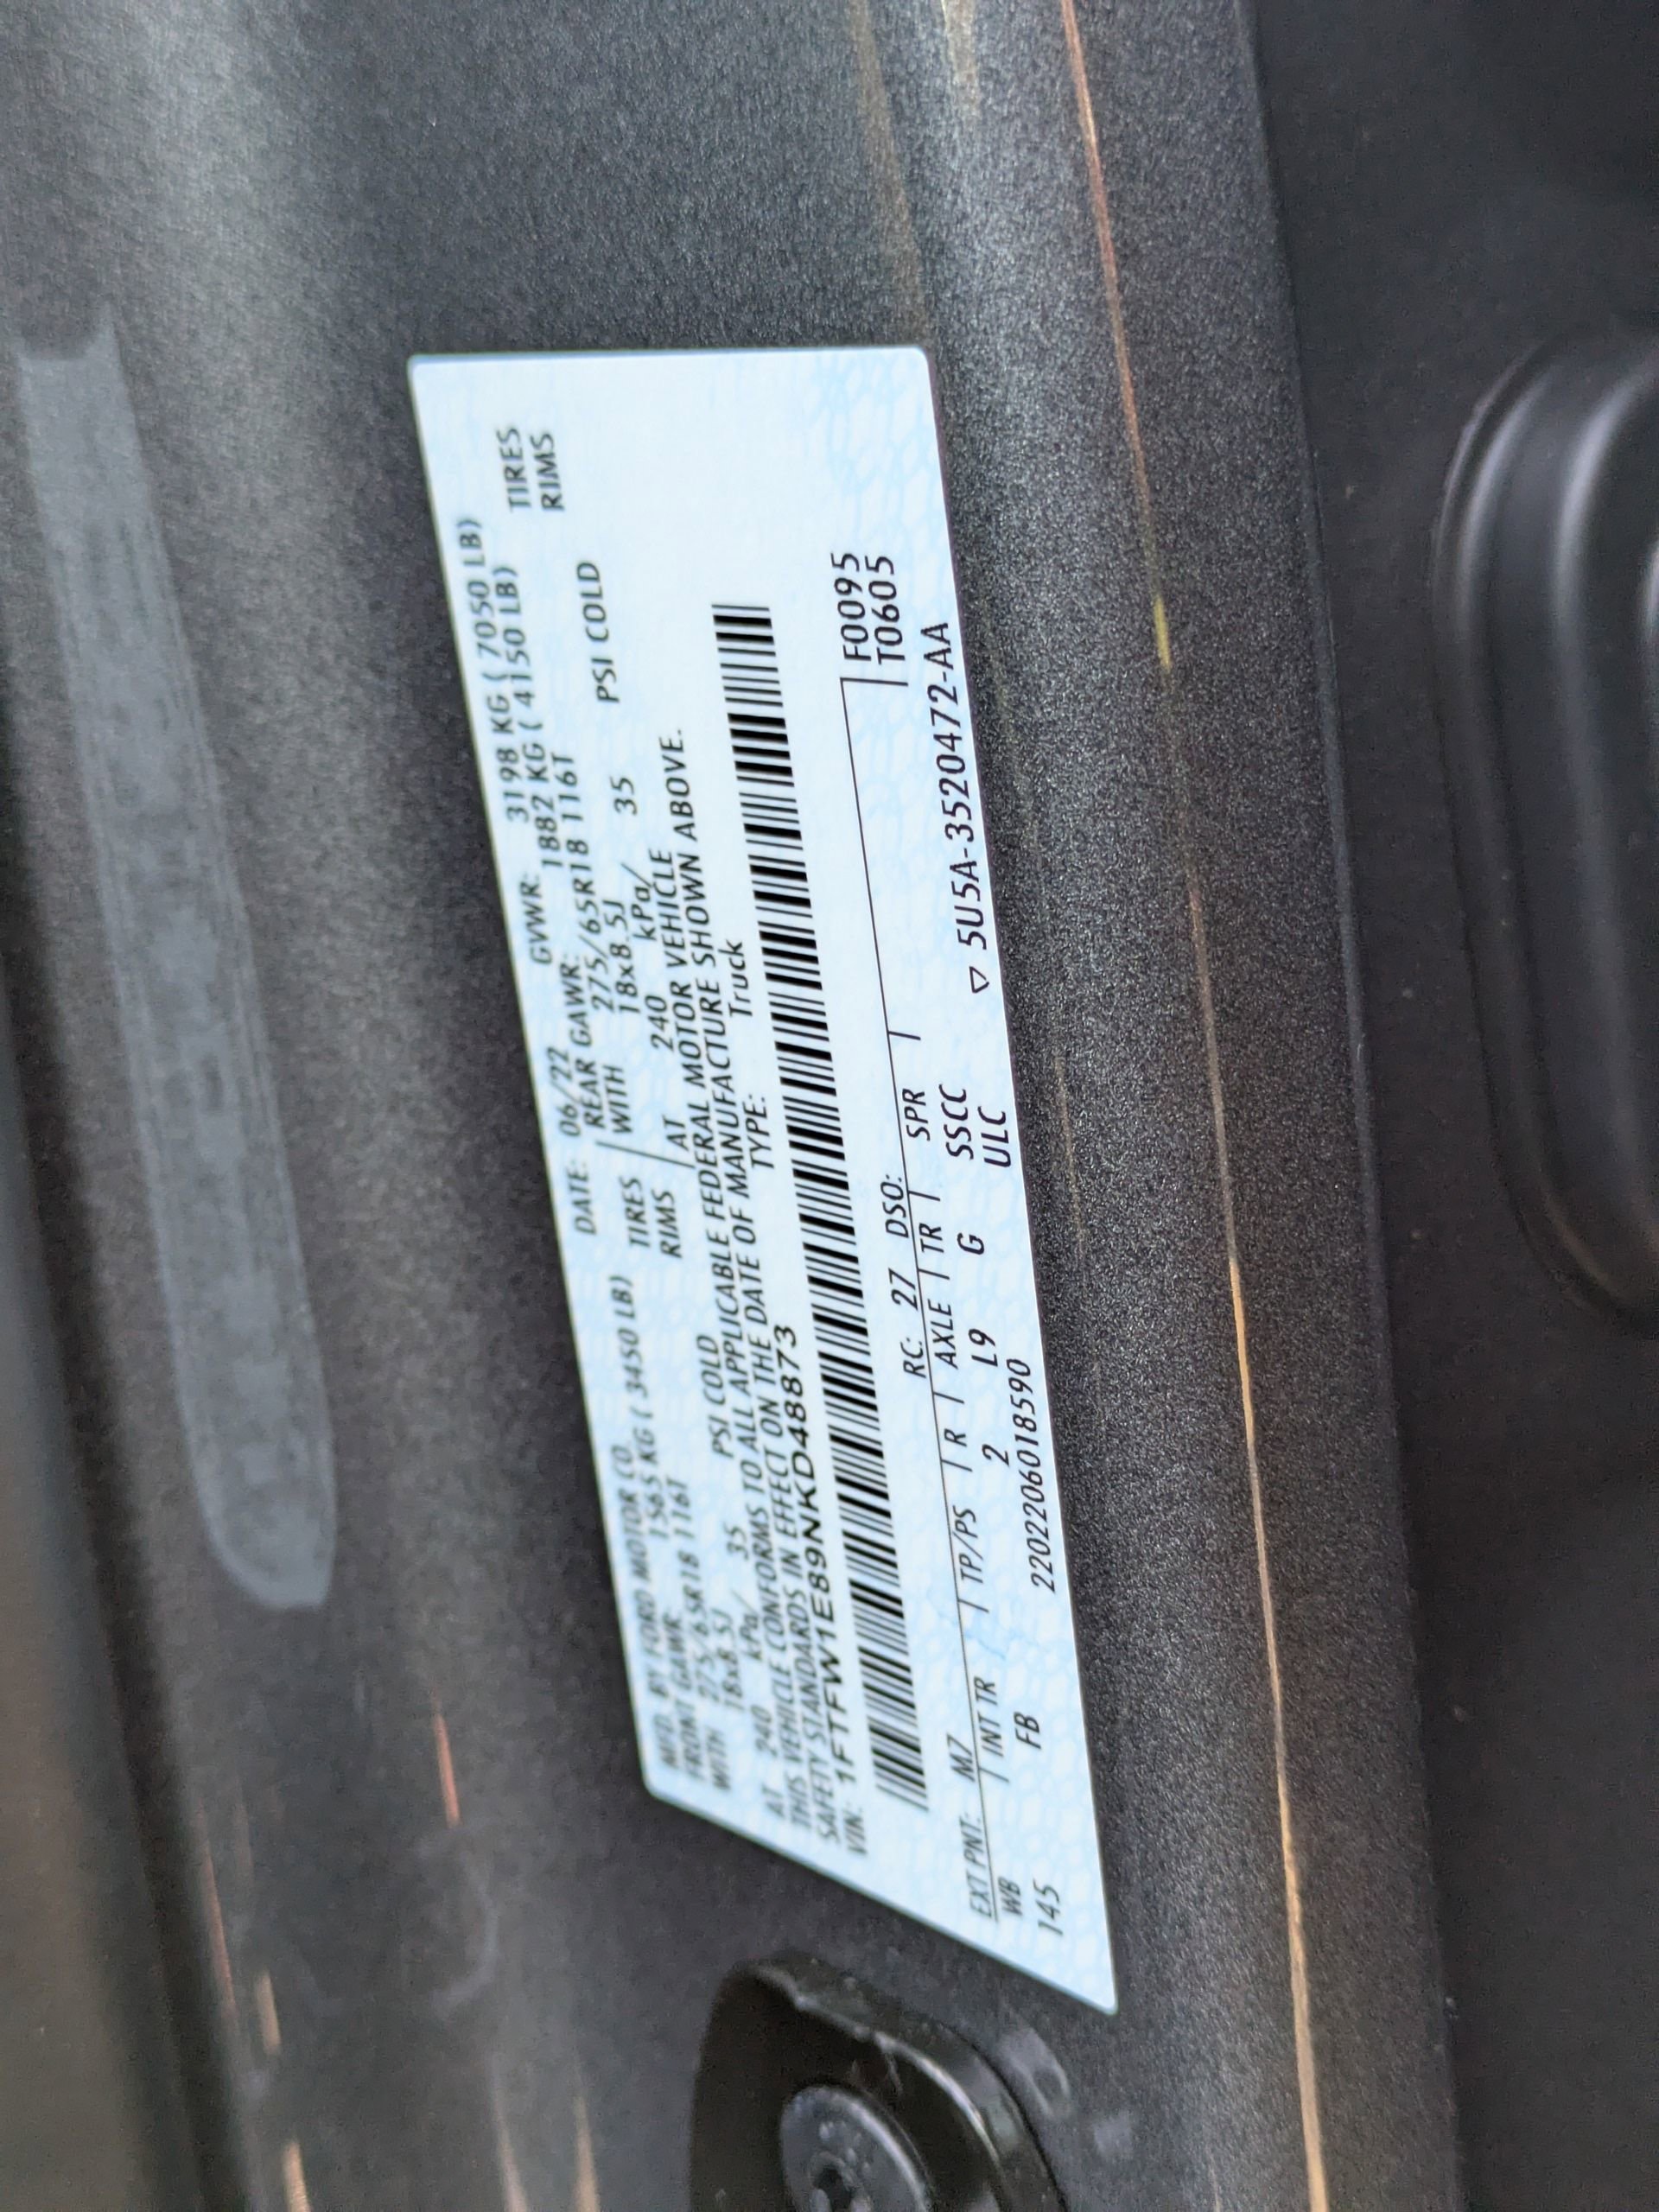 MFD. BY FORD MOTOR CO. DATE: 06/22 GVWR: 3198 KG ( 7050 LB)
FRONT GAWR: 1565 KG ( 3450 LB) REAR GAWR: 1882 KG ( 4150 LB)
WITH 275/65R18 116T TIRES WITH 275/65R18 116T TIRES
18x8.5J RIMS 18x8.5J RIMS
AT 240 kPa/ 35 PSI COLD AT 240 kPa/ 35 PSI COLD
THIS VEHICLE CONFORMS TO ALL APPLICABLE FEDERAL MOTOR VEHICLE
SAFETY STANDARDS IN EFFECT ON THE DATE OF MANUFACTURE SHOWN ABOVE.
VIN: 1FTFW1E89NKD48873 TYPE: Truck
F0095
T0605
EXT PNT: M7 RC: 27 DSO:
WB INT TR TP/PS R AXLE TR SPR
145 FB 2 L9 G SSCC
ULC
2202206018590 ▽ 5U5A-3520472-AA